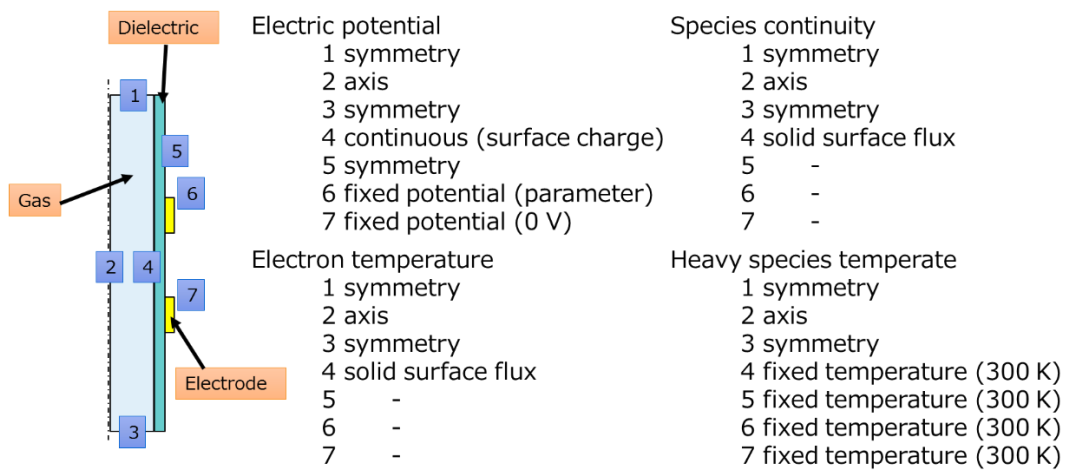 Dielectric
1
5
6
Gas
2
4
7
Electrode
3
Electric potential
1 symmetry
2 axis
3 symmetry
4 continuous (surface charge)
5 symmetry
6 fixed potential (parameter)
7 fixed potential (0 V)
Species continuity
1 symmetry
2 axis
3 symmetry
4 solid surface flux
5 -
6 -
7 -
Electron temperature
1 symmetry
2 axis
3 symmetry
4 solid surface flux
5 -
6 -
7 -
Heavy species temperate
1 symmetry
2 axis
3 symmetry
4 fixed temperature (300 K)
5 fixed temperature (300 K)
6 fixed temperature (300 K)
7 fixed temperature (300 K)